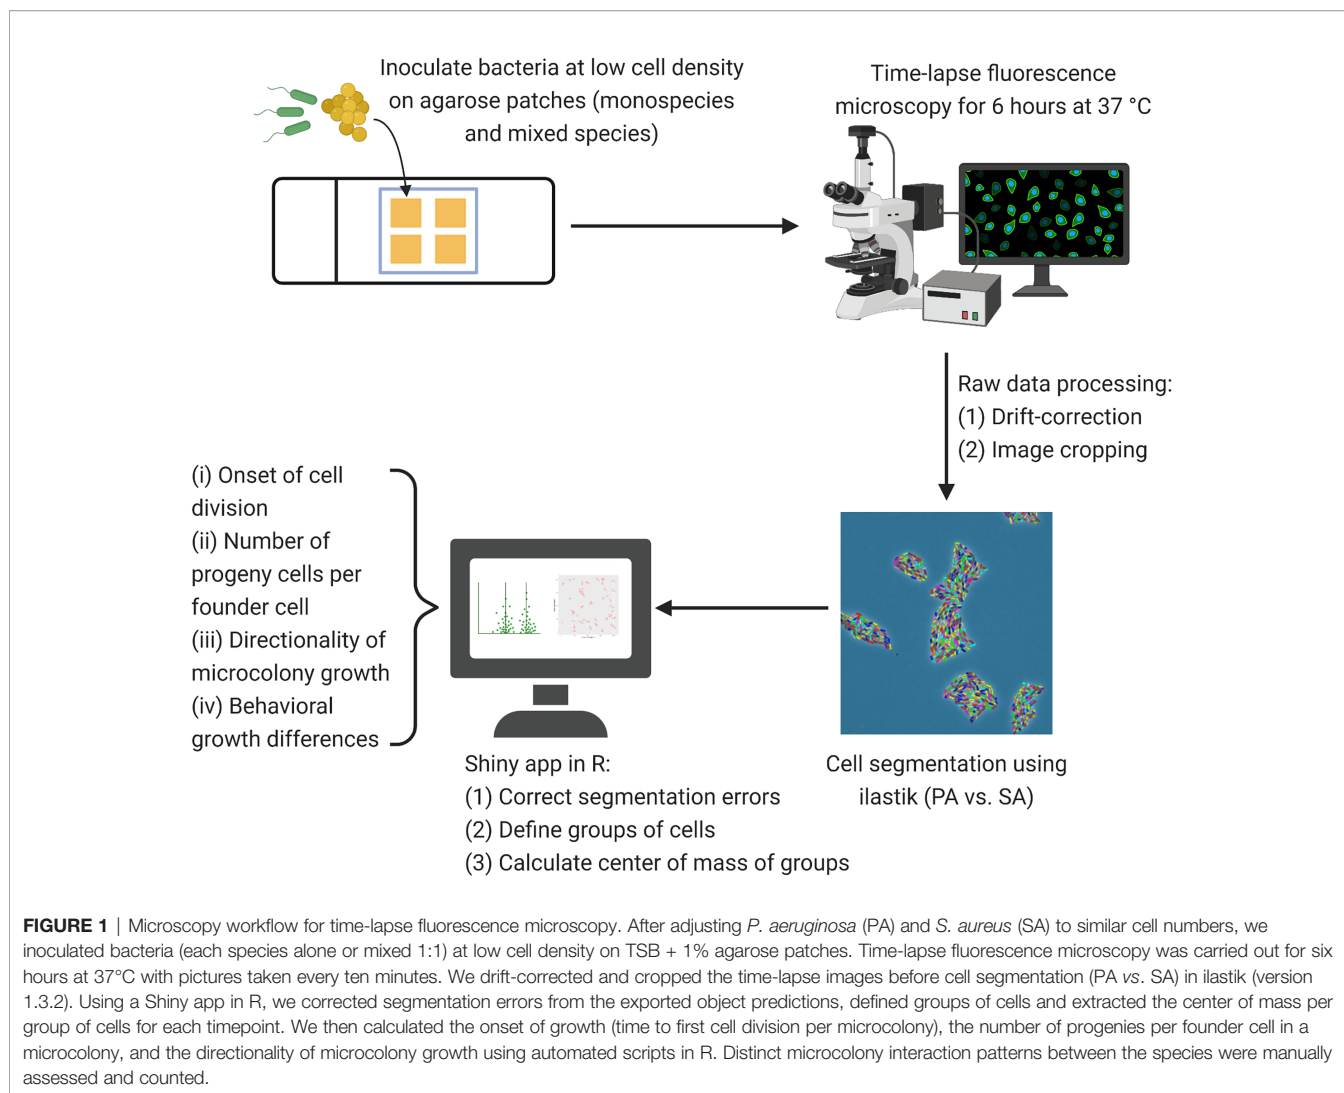 Inoculate bacteria at low cell density
on agarose patches (monospecies
and mixed species)
Time-lapse fluorescence
microscopy for 6 hours at 37 °C
Raw data processing:
(1) Drift-correction
(2) Image cropping
(i) Onset of cell
division
(ii) Number of
progeny cells per
founder cell
(iii) Directionality of
microcolony growth
(iv) Behavioral
growth differences
Shiny app in R:
(1) Correct segmentation errors
(2) Define groups of cells
(3) Calculate center of mass of groups
Cell segmentation using
ilastik (PA vs. SA)
FIGURE 1 | Microscopy workflow for time-lapse fluorescence microscopy. After adjusting P. aeruginosa (PA) and S. aureus (SA) to similar cell numbers, we
inoculated bacteria (each species alone or mixed 1:1) at low cell density on TSB + 1% agarose patches. Time-lapse fluorescence microscopy was carried out for six
hours at 37°C with pictures taken every ten minutes. We drift-corrected and cropped the time-lapse images before cell segmentation (PA vs. SA) in ilastik (version
1.3.2). Using a Shiny app in R, we corrected segmentation errors from the exported object predictions, defined groups of cells and extracted the center of mass per
group of cells for each timepoint. We then calculated the onset of growth (time to first cell division per microcolony), the number of progenies per founder cell in a
microcolony, and the directionality of microcolony growth using automated scripts in R. Distinct microcolony interaction patterns between the species were manually
assessed and counted.